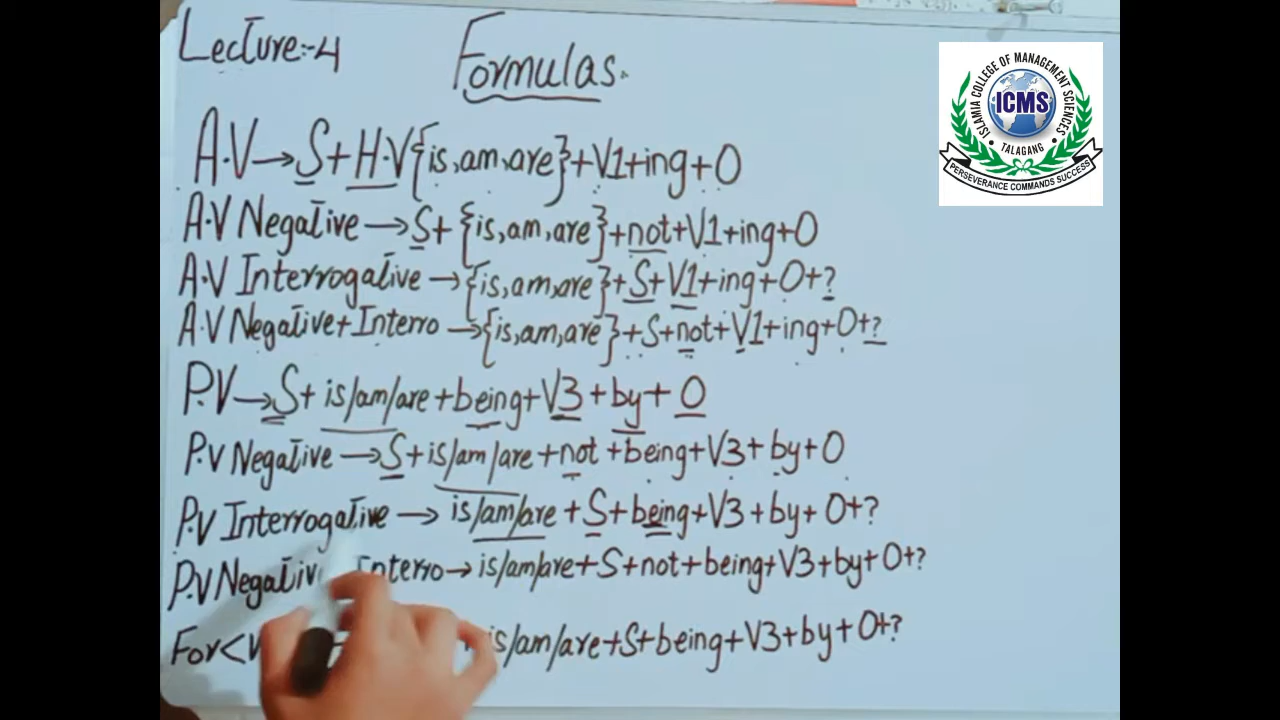 Lecture:-4
Formulas.
A.V→S+H.V{is,am,are}+V1+ing+O
A.V Negative→S+{is,am,are}+not+V1+ing+O
A.V Interrogative→{is,am,are}+S+V1+ing+O+?
A.V Negative+Interro→{is,am,are}+S+not+V1+ing+O+?
P.V→S+is/am/are+being+V3+by+O
P.V Negative→S+is/am/are+not+being+V3+by+O
P.V Interrogative→is/am/are+S+being+V3+by+O+?
P.V Negative Interro→is/am/are+S+not+being+V3+by+O+?
For< is/am/are+S+being+V3+by+O+?
ISLAMIA COLLEGE OF MANAGEMENT SCIENCES
ICMS
TALAGANG
PERSEVERANCE COMMANDS SUCCESS